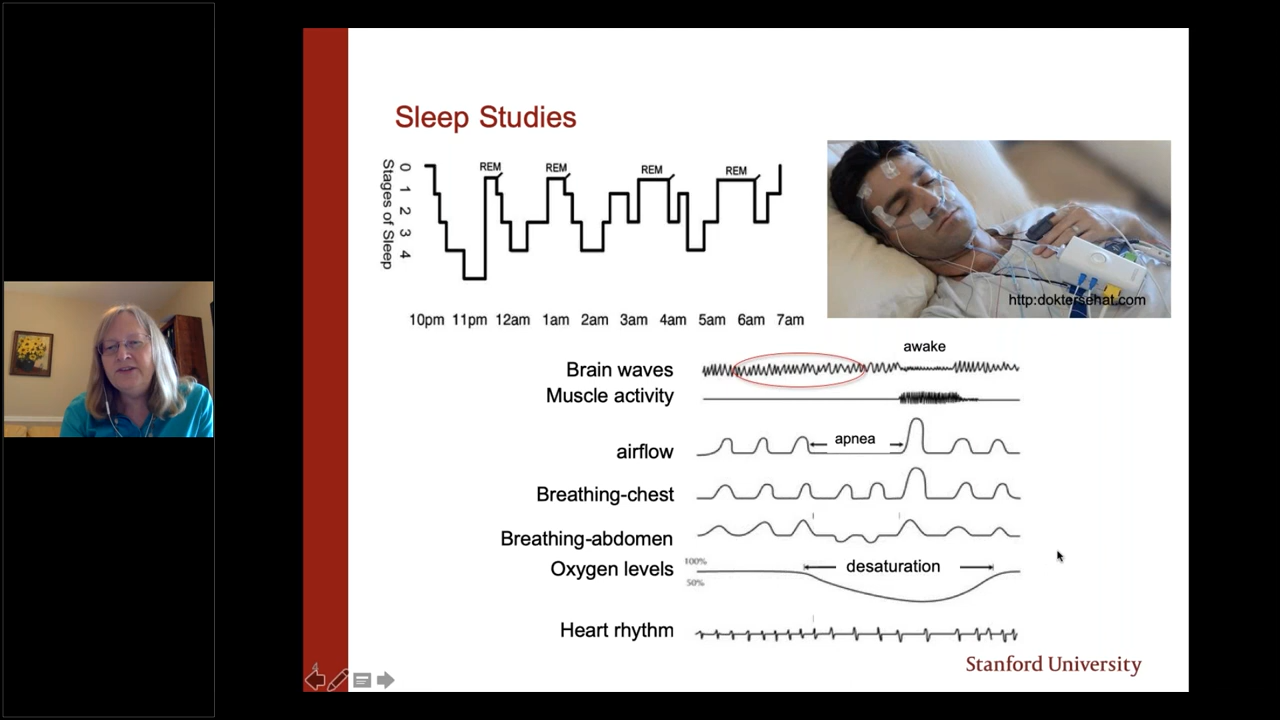 Sleep Studies
Stages of Sleep
0
1
2
3
4
REM
REM
REM
REM
10pm 11pm 12am 1am 2am 3am 4am 5am 6am 7am
http:doktersehat.com
awake
Brain waves
Muscle activity
apnea
airflow
Breathing-chest
Breathing-abdomen
100%
Oxygen levels
desaturation
50%
Heart rhythm
Stanford University